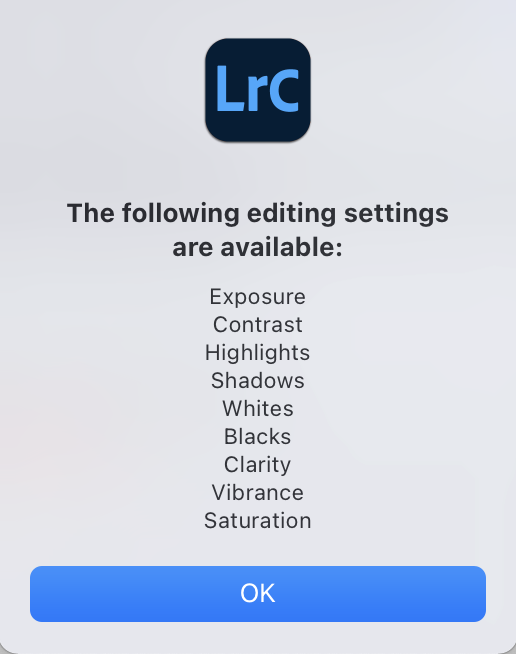 LrC
The following editing settings
are available:
Exposure
Contrast
Highlights
Shadows
Whites
Blacks
Clarity
Vibrance
Saturation
OK